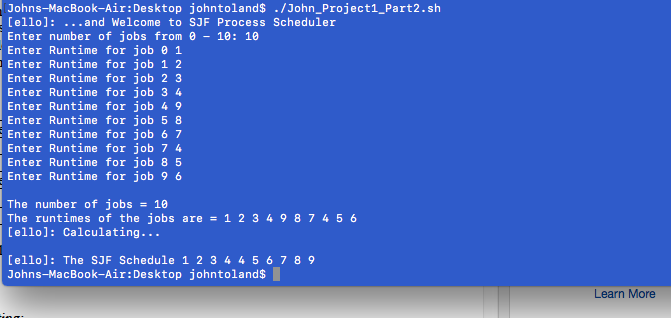 Johns-MacBook-Air:Desktop johntoland$ ./John_Project1_Part2.sh
[ello]: ...and Welcome to SJF Process Scheduler
Enter number of jobs from 0 - 10: 10
Enter Runtime for job 0 1
Enter Runtime for job 1 2
Enter Runtime for job 2 3
Enter Runtime for job 3 4
Enter Runtime for job 4 9
Enter Runtime for job 5 8
Enter Runtime for job 6 7
Enter Runtime for job 7 4
Enter Runtime for job 8 5
Enter Runtime for job 9 6
The number of jobs = 10
The runtimes of the jobs are = 1 2 3 4 9 8 7 4 5 6
[ello]: Calculating...
[ello]: The SJF Schedule 1 2 3 4 4 5 6 7 8 9
Johns-MacBook-Air:Desktop johntoland$
Learn More